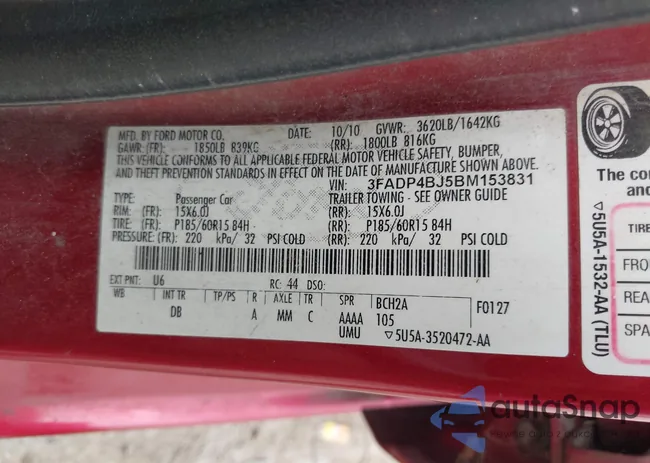 MFD. BY FORD MOTOR CO.
DATE: 10/10 GVWR: 3620LB/1642KG
GAWR: (FR): 1850LB 839KG (RR): 1800LB 816KG
THIS VEHICLE CONFORMS TO ALL APPLICABLE FEDERAL MOTOR VEHICLE SAFETY, BUMPER,
AND THEFT PREVENTION STANDARDS IN EFFECT ON THE DATE OF MANUFACTURE SHOWN ABOVE.
VIN: 3FADP4BJ5BM153831
TYPE: Passenger Car TRAILER TOWING - SEE OWNER GUIDE
RIM: (FR): 15X6.0J (RR): 15X6.0J
TIRE: (FR): P185/60R15 84H (RR): P185/60R15 84H
PRESSURE: (FR): 220 kPa/ 32 PSI COLD (RR): 220 kPa/ 32 PSI COLD
EXT PNT: U6 RC: 44 DSO:
WB INT TR TP/PS R AXLE TR SPR BCH2A F0127
DB A MM C AAAA 105
UMU ▽5U5A-3520472-AA
▽5U5A-1532-AA (TLU)
The co
and
TIRE
FRO
REA
SPA
autoSnap